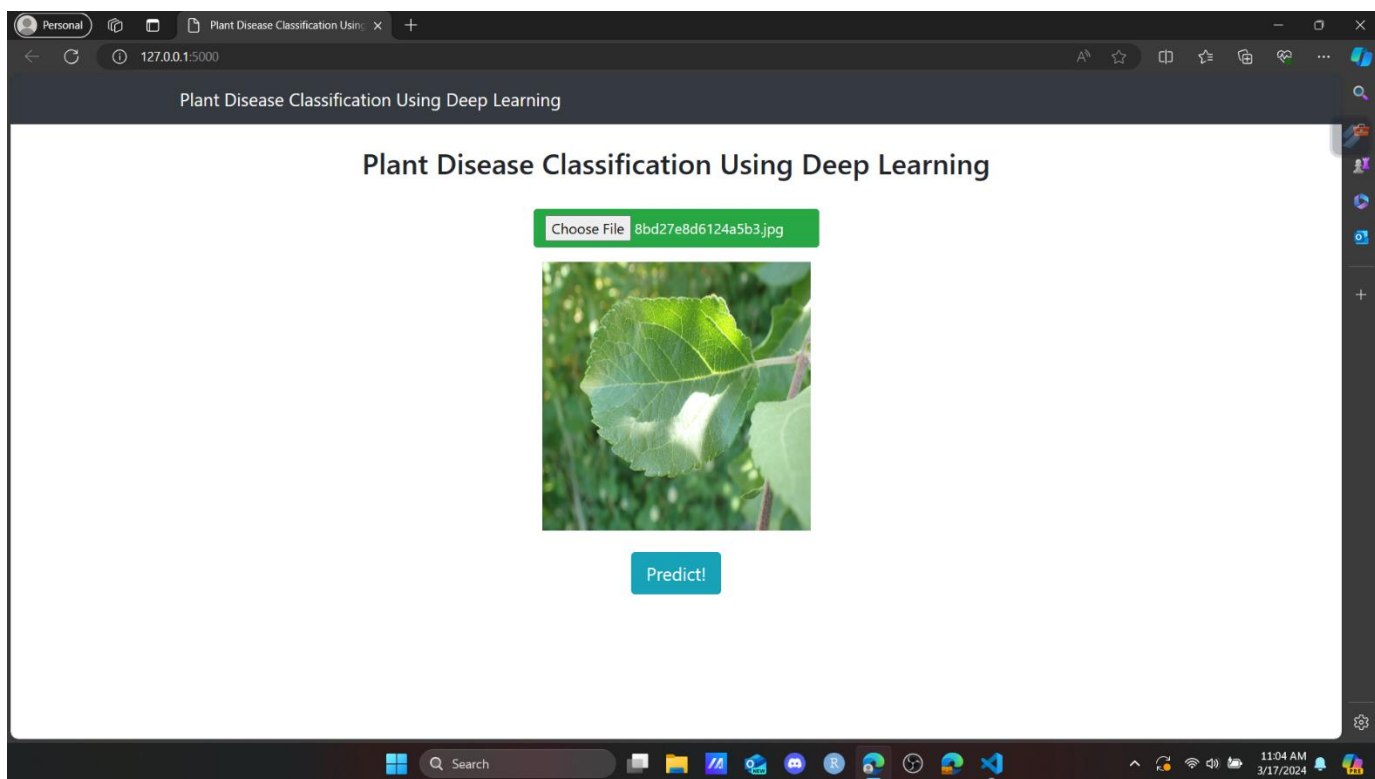 Personal
Plant Disease Classification Using
127.0.0.1:5000
Plant Disease Classification Using Deep Learning
Plant Disease Classification Using Deep Learning
Choose File 8bd27e8d6124a5b3.jpg
Predict!
Search
11:04 AM
3/17/2024